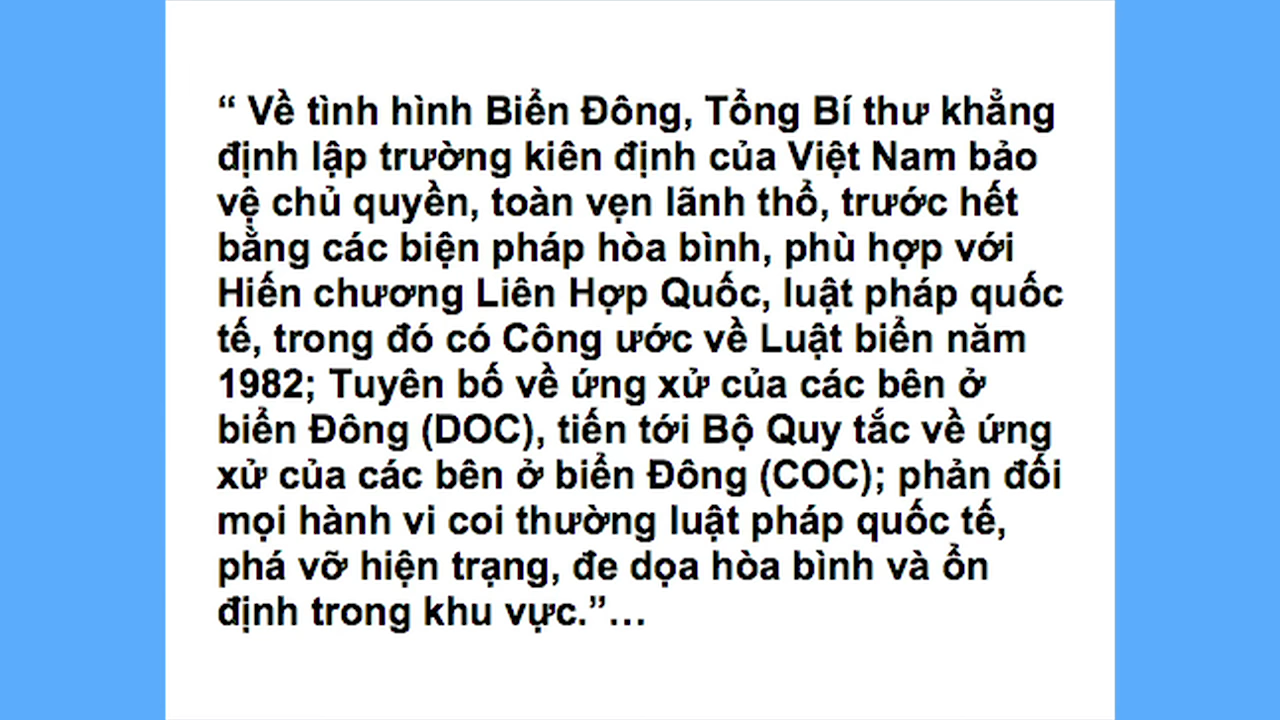 “ Về tình hình Biển Đông, Tổng Bí thư khẳng
định lập trường kiên định của Việt Nam bảo
vệ chủ quyền, toàn vẹn lãnh thổ, trước hết
bằng các biện pháp hòa bình, phù hợp với
Hiến chương Liên Hợp Quốc, luật pháp quốc
tế, trong đó có Công ước về Luật biển năm
1982; Tuyên bố về ứng xử của các bên ở
biển Đông (DOC), tiến tới Bộ Quy tắc về ứng
xử của các bên ở biển Đông (COC); phản đối
mọi hành vi coi thường luật pháp quốc tế,
phá vỡ hiện trạng, đe dọa hòa bình và ổn
định trong khu vực.”…